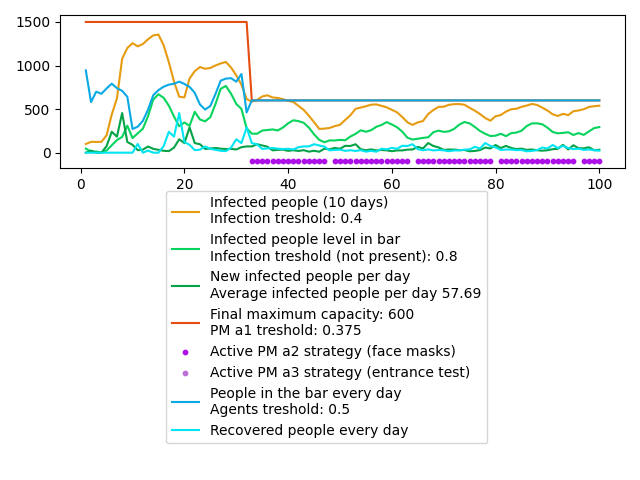 1500
1000
500
0
0
20
40
60
80
100
Infected people (10 days)
Infection treshold: 0.4
Infected people level in bar
Infection treshold (not present): 0.8
New infected people per day
Average infected people per day 57.69
Final maximum capacity: 600
PM a1 treshold: 0.375
Active PM a2 strategy (face masks)
Active PM a3 strategy (entrance test)
People in the bar every day
Agents treshold: 0.5
Recovered people every day